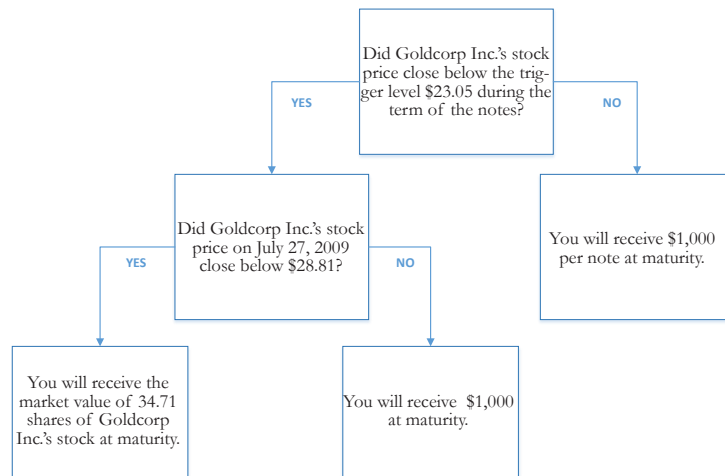 Did Goldcorp Inc.'s stock
price close below the trig-
ger level $23.05 during the
term of the notes?
YES
NO
Did Goldcorp Inc.'s stock
price on July 27, 2009
close below $28.81?
You will receive $1,000
per note at maturity.
YES
NO
You will receive the
market value of 34.71
shares of Goldcorp
Inc.'s stock at maturity.
You will receive $1,000
at maturity.